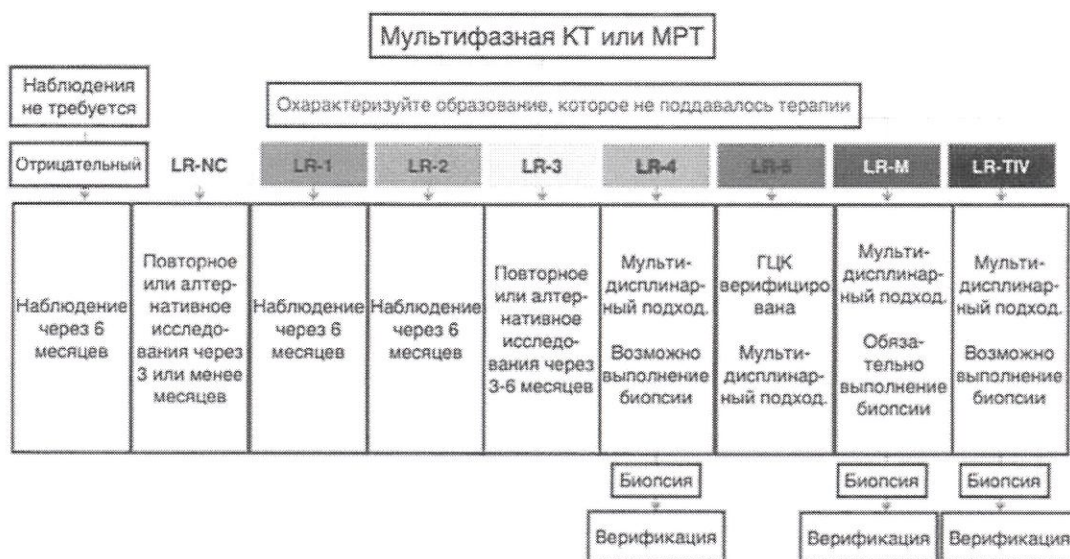 Мультифазная КТ или МРТ
Наблюдения
не требуется
Охарактеризуйте образование, которое не поддавалось терапии
Отрицательный
LR-NC
LR-1
LR-2
LR-3
LR-4
LR-5
LR-M
LR-TIV
Наблюдение
через 6
месяцев
Повторное
или алтер-
нативное
исследо-
вания через
3 или менее
месяцев
Наблюдение
через 6
месяцев
Наблюдение
через 6
месяцев
Повторное
или алтер-
нативное
исследо-
вания через
3-6 месяцев
Мульти-
дисплинар-
ный подход.
Возможно
выполнение
биопсии
ГЦК
верифициро
вана
Мульти-
дисплинар-
ный подход.
Мульти-
дисплинар-
ный подход.
Обяза-
тельно
выполнение
биопсии
Мульти-
дисплинар-
ный подход.
Возможно
выполнение
биопсии
Биопсия
Биопсия
Биопсия
Верификация
Верификация
Верификация